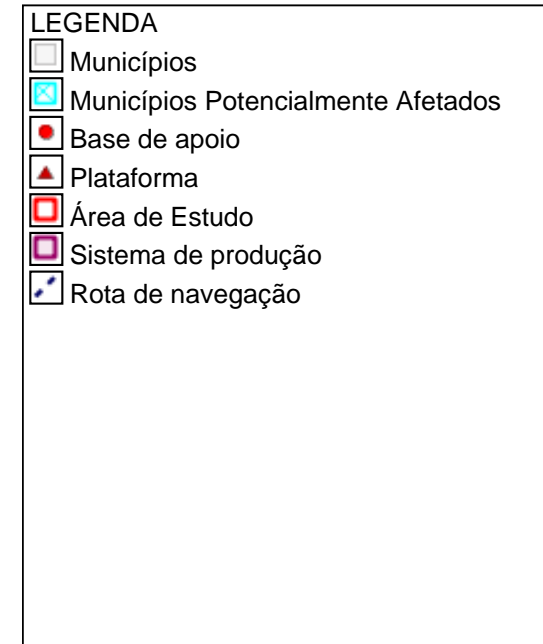 LEGENDA
Municípios
Municípios Potencialmente Afetados
Base de apoio
Plataforma
Área de Estudo
Sistema de produção
Rota de navegação